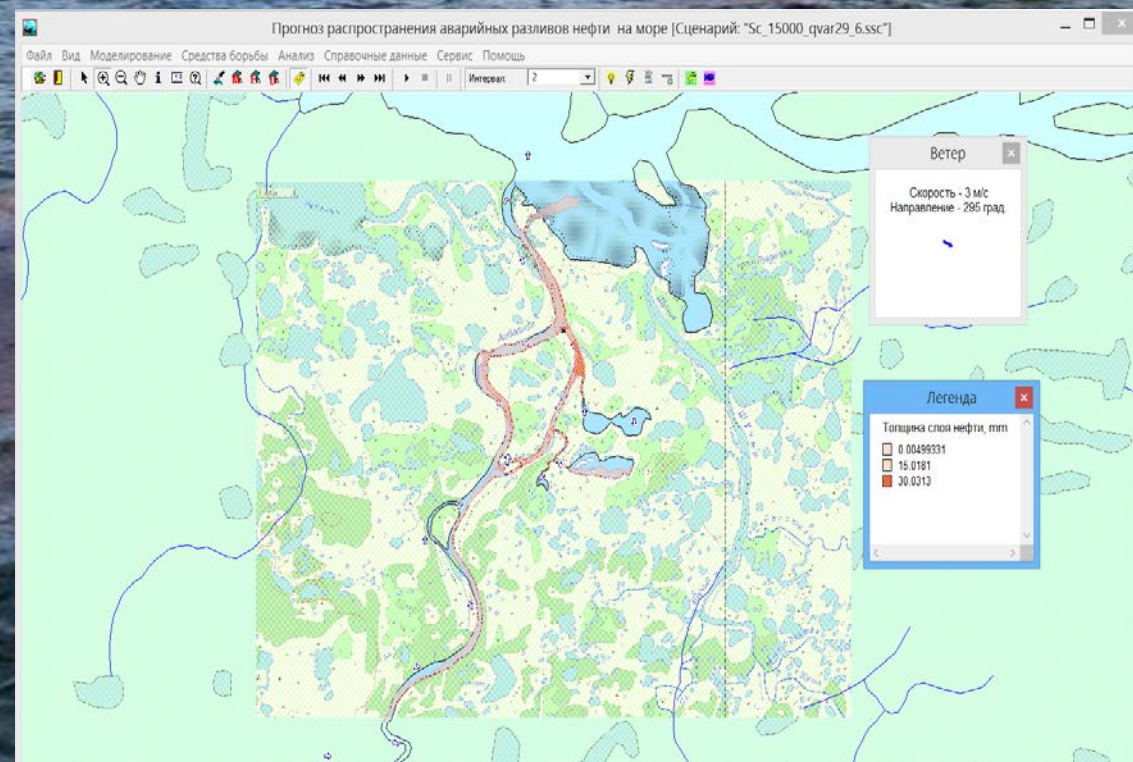 Прогноз распространения аварийных разливов нефти на море [Сценарий: "Sc_15000_qvar29_6.ssc"]
Файл Вид Моделирование Средства борьбы Анализ Справочные данные Сервис Помощь
Интервал: 2
Ветер
Скорость - 3 м/с
Направление - 295 град.
Легенда
Толщина слоя нефти, mm
0.00499331
15.0181
30.0313